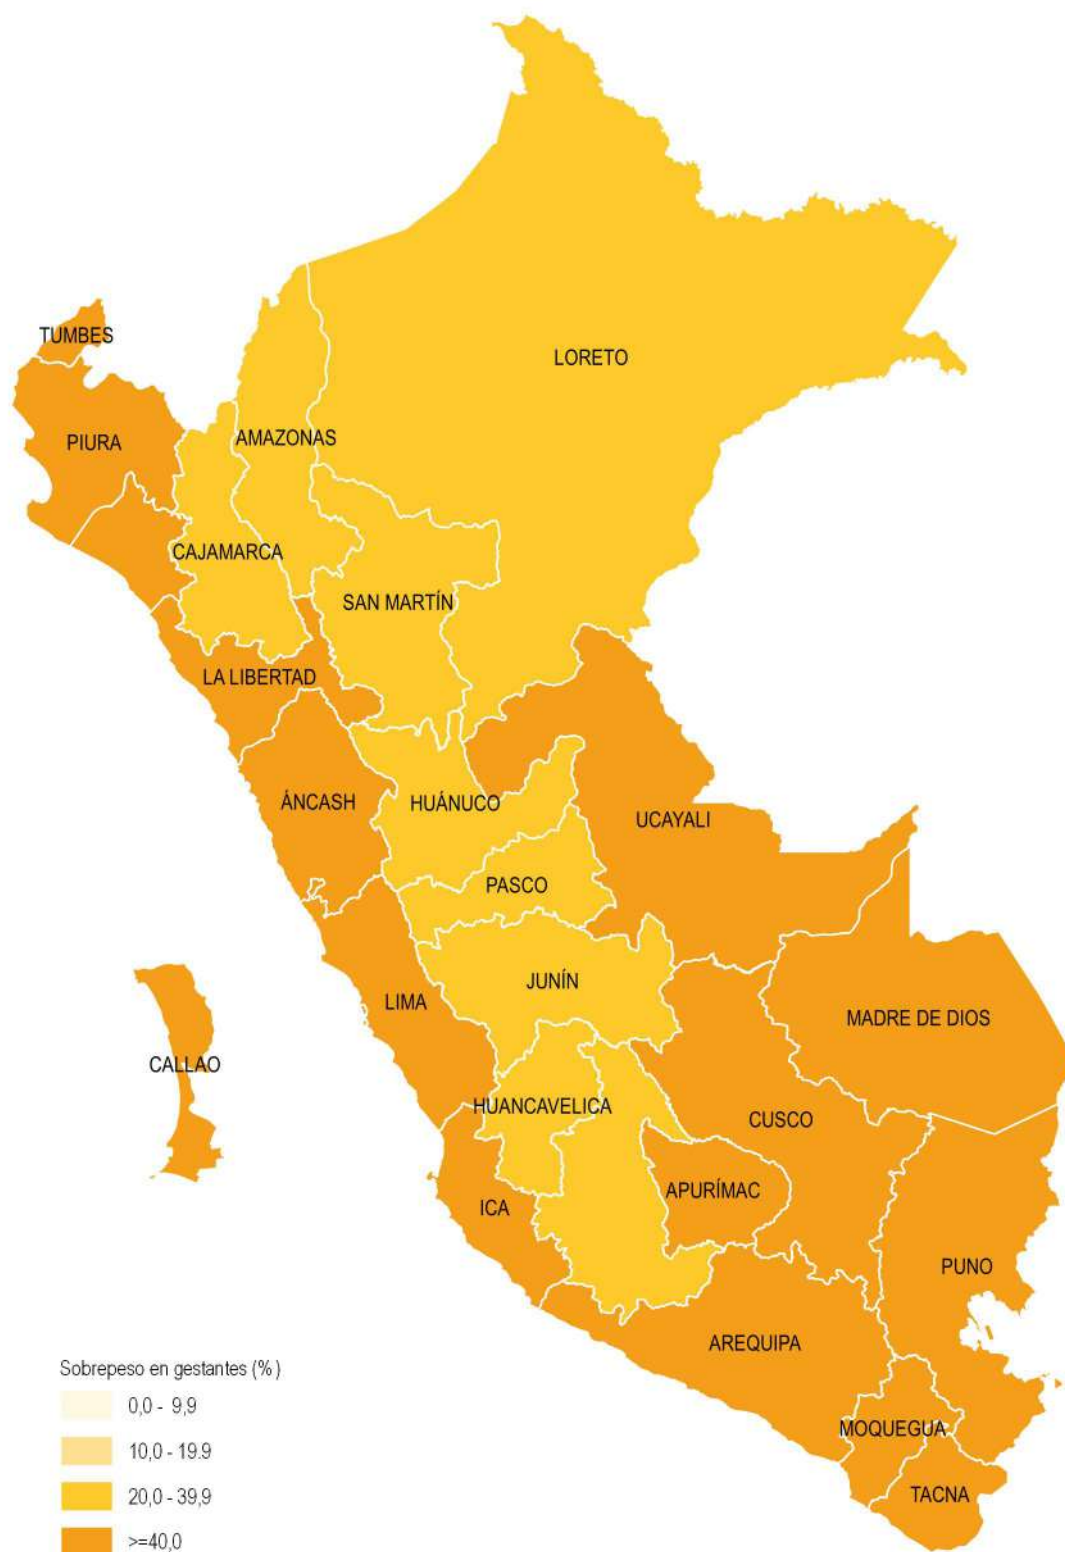 TUMBES
LORETO
PIURA
AMAZONAS
CAJAMARCA
SAN MARTÍN
LA LIBERTAD
ÁNCASH
HUÁNUCO
UCAYALI
PASCO
JUNÍN
LIMA
MADRE DE DIOS
CALLAO
HUANCAVELICA
CUSCO
APURÍMAC
ICA
PUNO
AREQUIPA
MOQUEGUA
TACNA
Sobrepeso en gestantes (%)
0,0 - 9,9
10,0 - 19.9
20,0 - 39,9
>=40,0